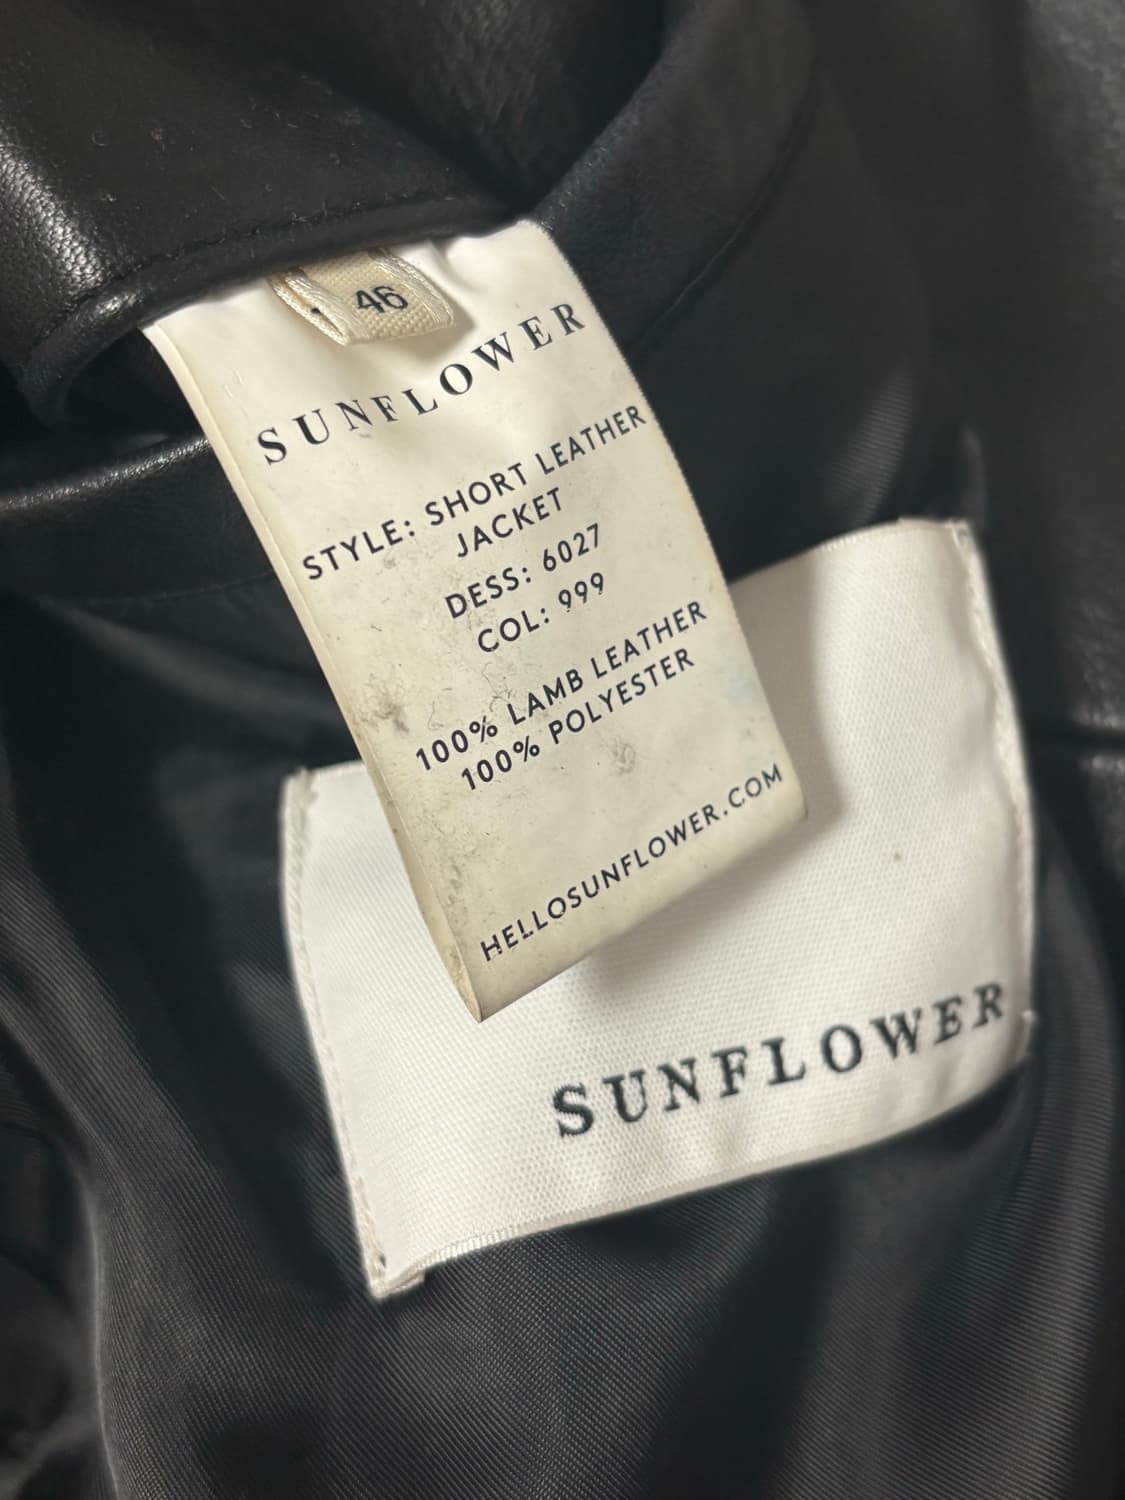 46
SUNFLOWER
STYLE: SHORT LEATHER
JACKET
DESS: 6027
COL: 999
100% LAMB LEATHER
100% POLYESTER
HELLOSUNFLOWER.COM
SUNFLOWER